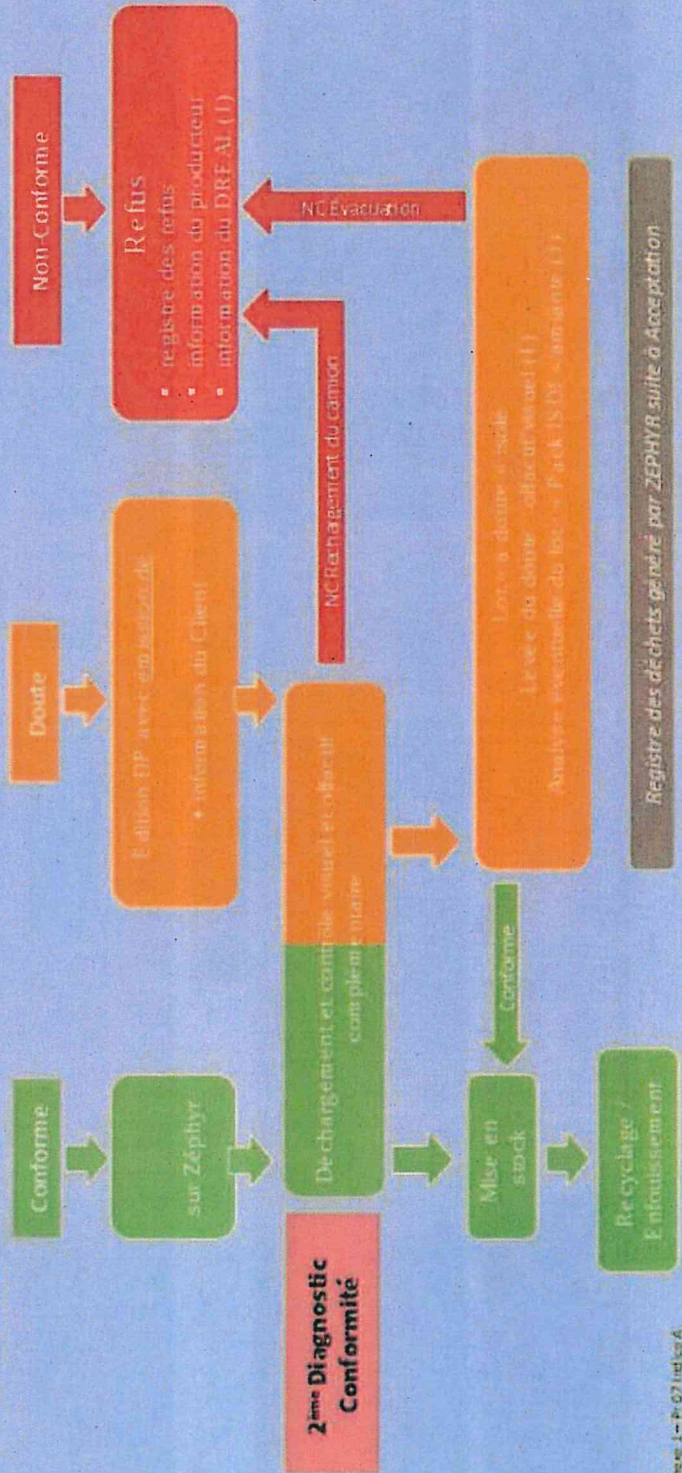 Conforme
Doute
Non-Conforme
sur Zéphyr
Edition DP avec émission de
+ information du Client
Refus
registre des refus
information du producteur
information du DREAL (1)
2ème Diagnostic
Conformité
Déchargement et contrôle visuel et olfactif
complémentaire
NC Rechargement du camion
NC Evacuation
Mise en
stock
Conforme
Lot à doute isolé
Levée du doute olfactif visuel (1)
Analyse éventuelle du lot : « Pack ISDI + amiante (1)
Recyclage /
Enfouissement
Registre des déchets généré par ZEPHYR suite à Acceptation